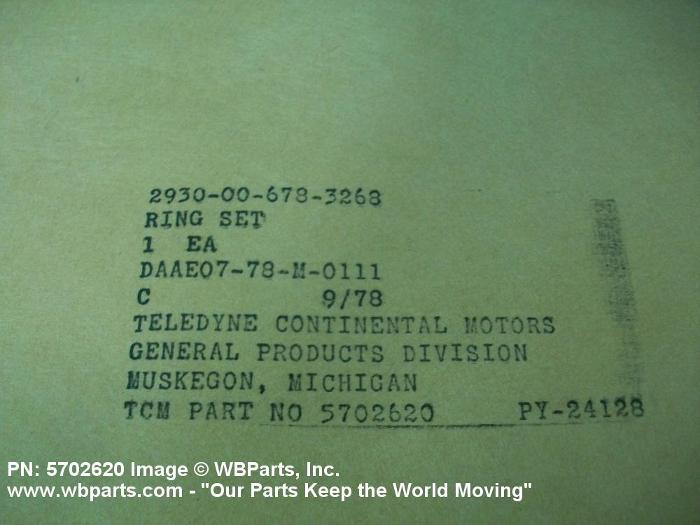 2930-00-678-3268
RING SET
1 EA
DAAE07-78-M-0111
C 9/78
TELEDYNE CONTINENTAL MOTORS
GENERAL PRODUCTS DIVISION
MUSKEGON, MICHIGAN
TCM PART NO 5702620 PY-24128
PN: 5702620 Image © WBParts, Inc.
www.wbparts.com - "Our Parts Keep the World Moving"